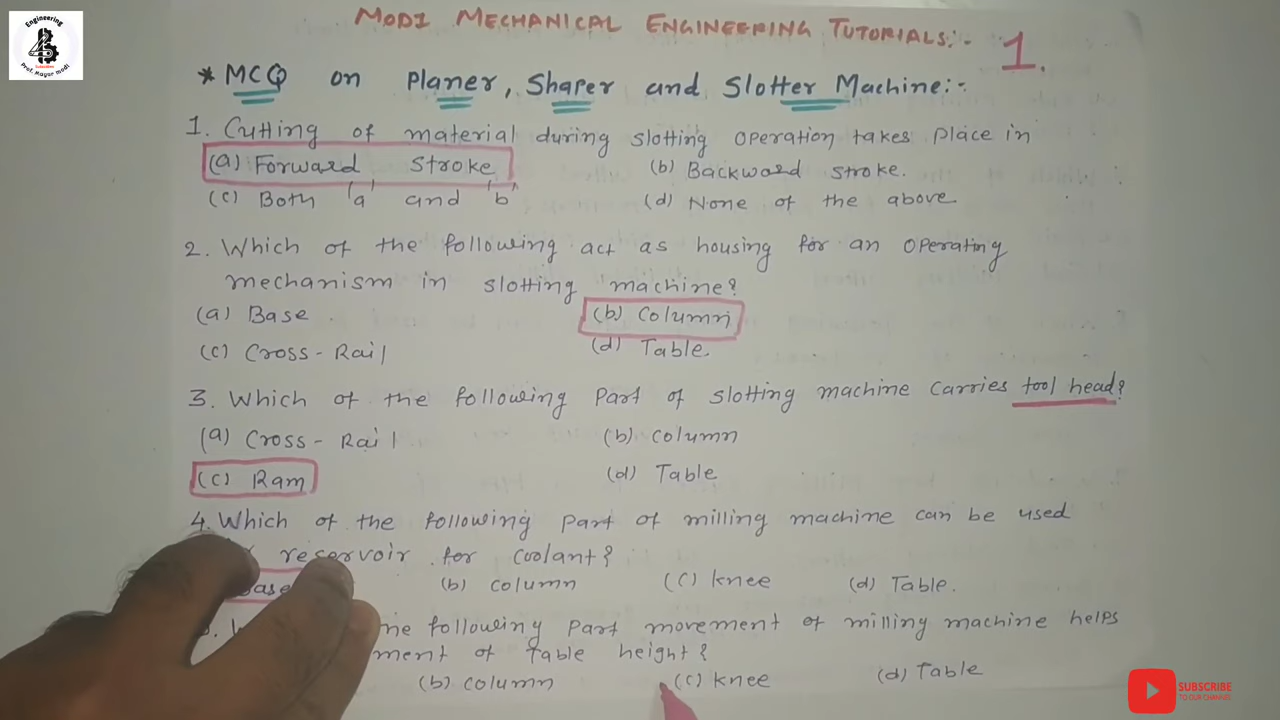 Engineering
Subscribe
Prof. Mayur modi
MODI MECHANICAL ENGINEERING TUTORIALS:-
1.
* MCQ on Planer, Shaper and Slotter Machine:-
1. Cutting of material during slotting operation takes place in
(a) Forward Stroke (b) Backward stroke.
(c) Both 'a' and 'b' (d) None of the above
2. Which of the following act as housing for an operating
mechanism in slotting machine?
(a) Base (b) Column
(c) Cross-Rail (d) Table
3. Which of the following part of slotting machine carries tool head?
(a) Cross-Rail (b) column
(c) Ram (d) Table
4. Which of the following part of milling machine can be used
reservoir for coolant?
Base (b) column (c) knee (d) Table.
following part movement of milling machine helps
of table height?
(b) column (c) knee (d) Table
SUBSCRIBE
TO OUR CHANNEL